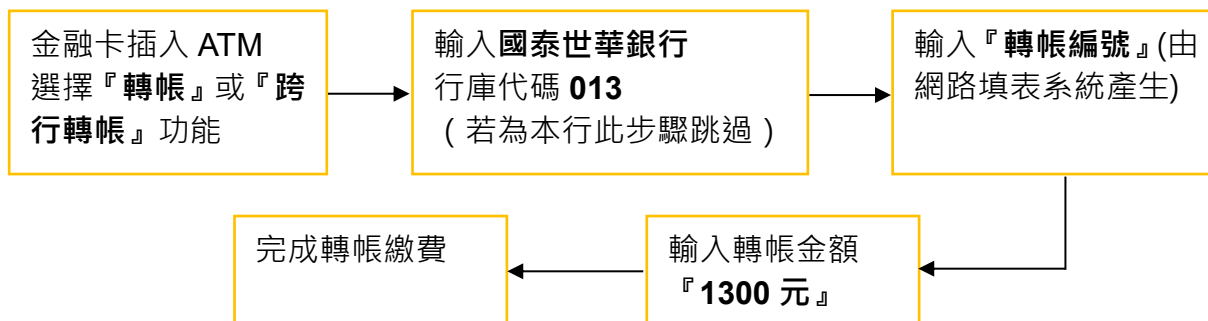 金融卡插入 ATM
選擇『轉帳』或『跨
行轉帳』功能
輸入國泰世華銀行
行庫代碼 013
（若為本行此步驟跳過）
輸入『轉帳編號』(由
網路填表系統產生)
輸入轉帳金額
『1300 元』
完成轉帳繳費